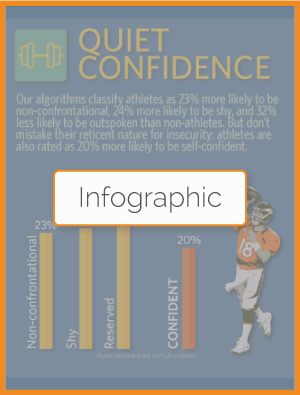 QUIET
CONFIDENCE
Our algorithms classify athletes as 23% more likely to be
non-confrontational, 24% more likely to be shy, and 32%
less likely to be outspoken than non-athletes. But don't
mistake their reticent nature for insecurity: athletes are
also rated as 20% more likely to be self-confident.
Infographic
23%
20%
Non-confrontational
Shy
Reserved
CONFIDENT
18